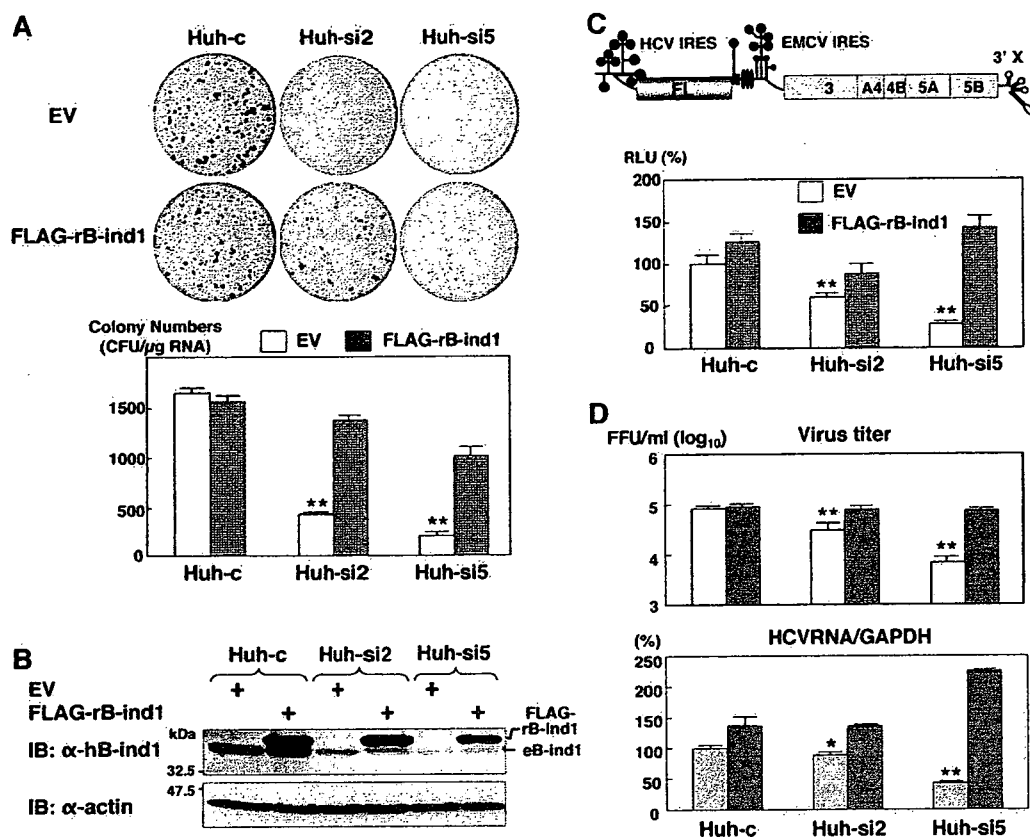 A
Huh-c Huh-si2 Huh-si5
EV
FLAG-rB-ind1
Colony Numbers
(CFU/µg RNA)
EV FLAG-rB-ind1
1500
1000
500
0
** **
Huh-c Huh-si2 Huh-si5
B
Huh-c Huh-si2 Huh-si5
EV + + +
FLAG-rB-ind1 + + +
kDa
FLAG-
rB-ind1
IB: α-hB-ind1
eB-ind1
32.5
47.5
IB: α-actin
C
HCV IRES EMCV IRES
3' X
FL 3 A4 4B 5A 5B
RLU (%)
200
150
100
50
0
EV
FLAG-rB-ind1
** **
Huh-c Huh-si2 Huh-si5
D
FFU/ml (log10) Virus titer
6
5
4
3
** **
(%) HCVRNA/GAPDH
250
200
150
100
50
0
* **
Huh-c Huh-si2 Huh-si5